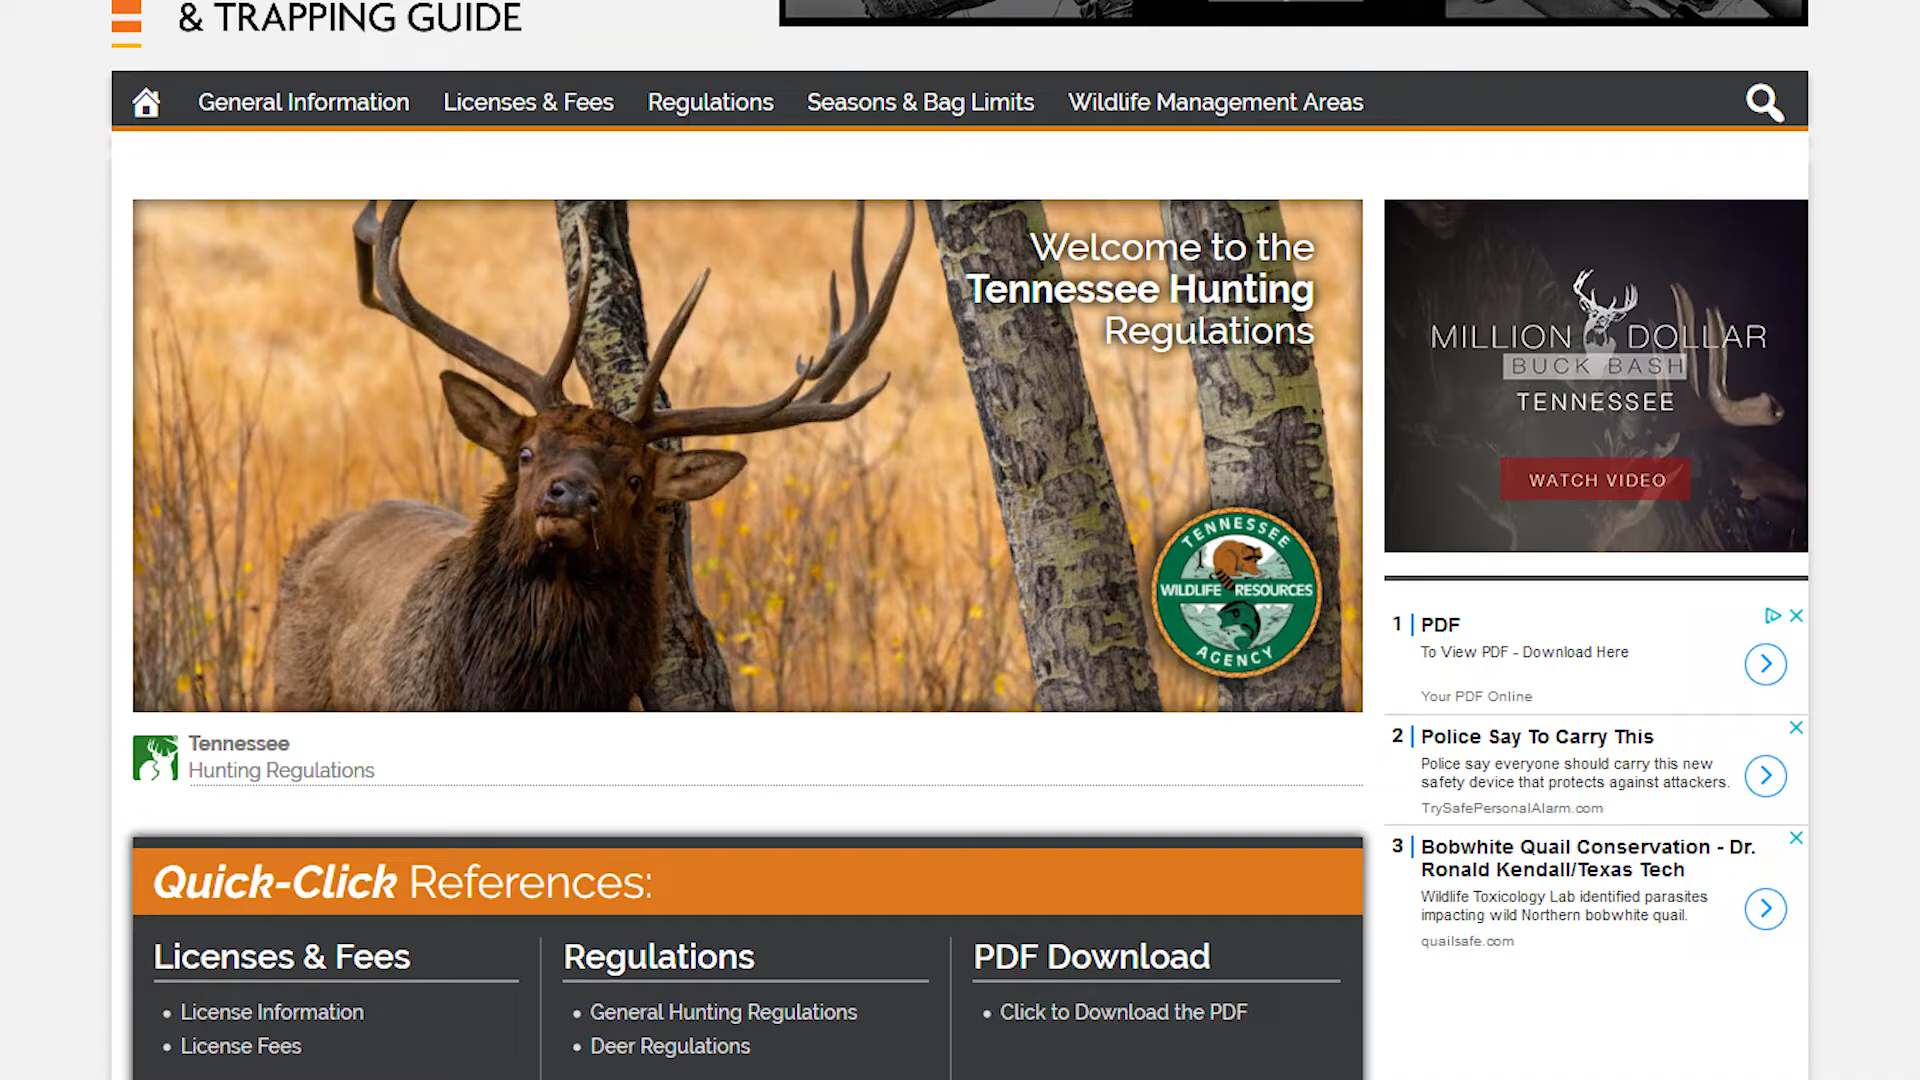 & TRAPPING GUIDE
General Information
Licenses & Fees
Regulations
Seasons & Bag Limits
Wildlife Management Areas
Welcome to the
Tennessee Hunting
Regulations
TENNESSEE
WILDLIFE RESOURCES
AGENCY
MILLION DOLLAR
BUCK BASH
TENNESSEE
WATCH VIDEO
Tennessee
Hunting Regulations
1 PDF
To View PDF - Download Here
Your PDF Online
2 Police Say To Carry This
Police say everyone should carry this new
safety device that protects against attackers.
TrySafePersonalAlarm.com
3 Bobwhite Quail Conservation - Dr.
Ronald Kendall/Texas Tech
Wildlife Toxicology Lab identified parasites
impacting wild Northern bobwhite quail.
quailsafe.com
Quick-Click References:
Licenses & Fees
• License Information
• License Fees
Regulations
• General Hunting Regulations
• Deer Regulations
PDF Download
• Click to Download the PDF